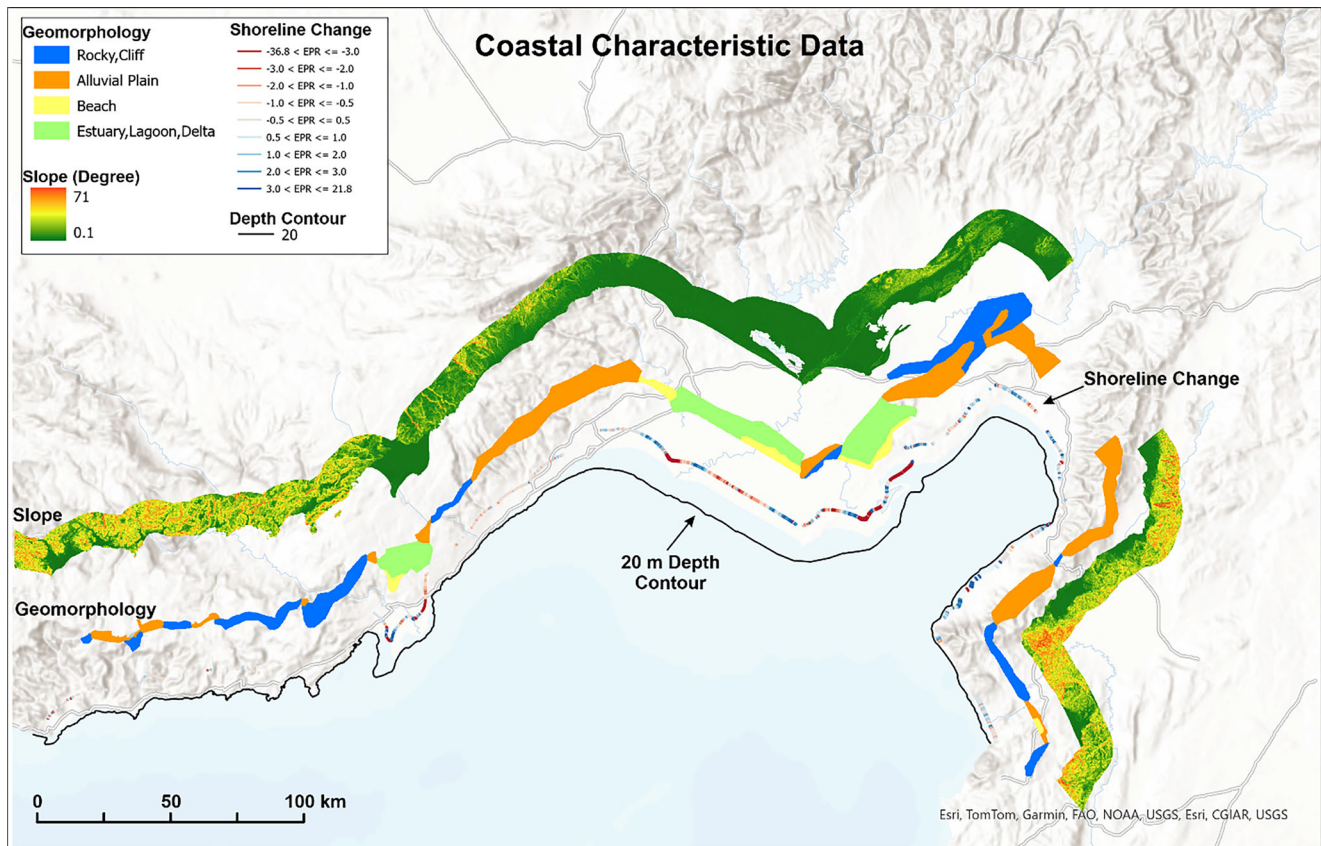 Coastal Characteristic Data
Geomorphology
Rocky,Cliff
Alluvial Plain
Beach
Estuary,Lagoon,Delta
Slope (Degree)
71
0.1
Shoreline Change
-36.8 < EPR <= -3.0
-3.0 < EPR <= -2.0
-2.0 < EPR <= -1.0
-1.0 < EPR <= -0.5
-0.5 < EPR <= 0.5
0.5 < EPR <= 1.0
1.0 < EPR <= 2.0
2.0 < EPR <= 3.0
3.0 < EPR <= 21.8
Depth Contour
20
Shoreline Change
Slope
20 m Depth
Contour
Geomorphology
0 50 100 km
Esri, TomTom, Garmin, FAO, NOAA, USGS, Esri, CGIAR, USGS